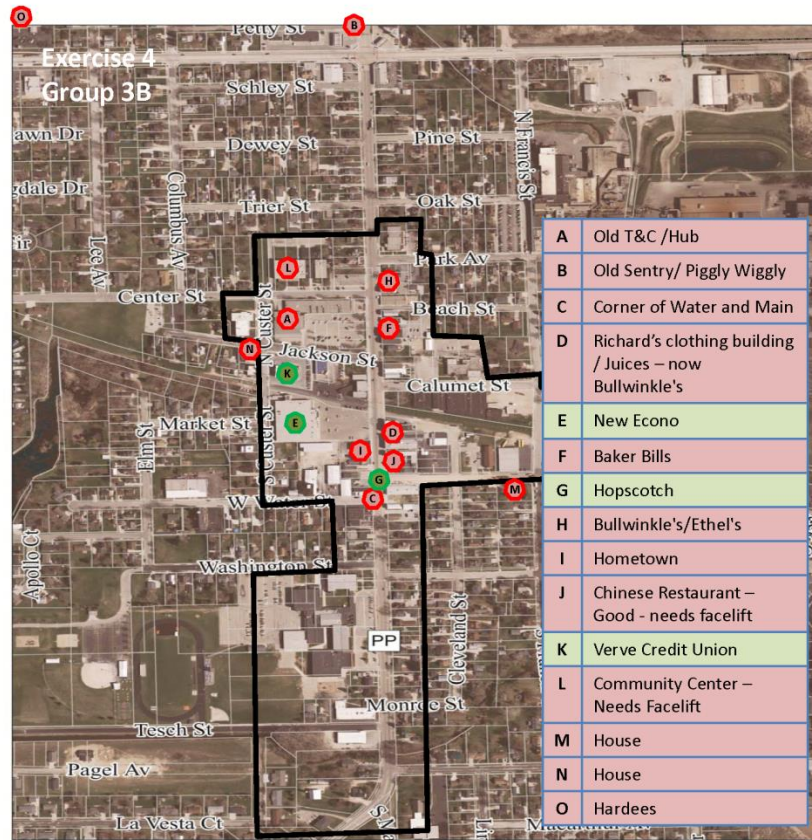 O
B
Petty St
Exercise 4
Group 3B
Schley St
Dewey St
Pine St
N Francis St
Trier St
Oak St
Columbus Av
Lee Av
Park Av
L
H
Center St
Beach St
N Custer St
A
F
N
Jackson St
K
Calumet St
Market St
E
Elm St
S Custer St
D
I
J
G
C
M
W
Apollo Ct
Washington St
Cleveland St
PP
Monroe St
Tesch St
Pagel Av
La Vesta Ct
A Old T&C /Hub
B Old Sentry/ Piggly Wiggly
C Corner of Water and Main
D Richard's clothing building
/ Juices – now
Bullwinkle's
E New Econo
F Baker Bills
G Hopscotch
H Bullwinkle's/Ethel's
I Hometown
J Chinese Restaurant –
Good - needs facelift
K Verve Credit Union
L Community Center –
Needs Facelift
M House
N House
O Hardees